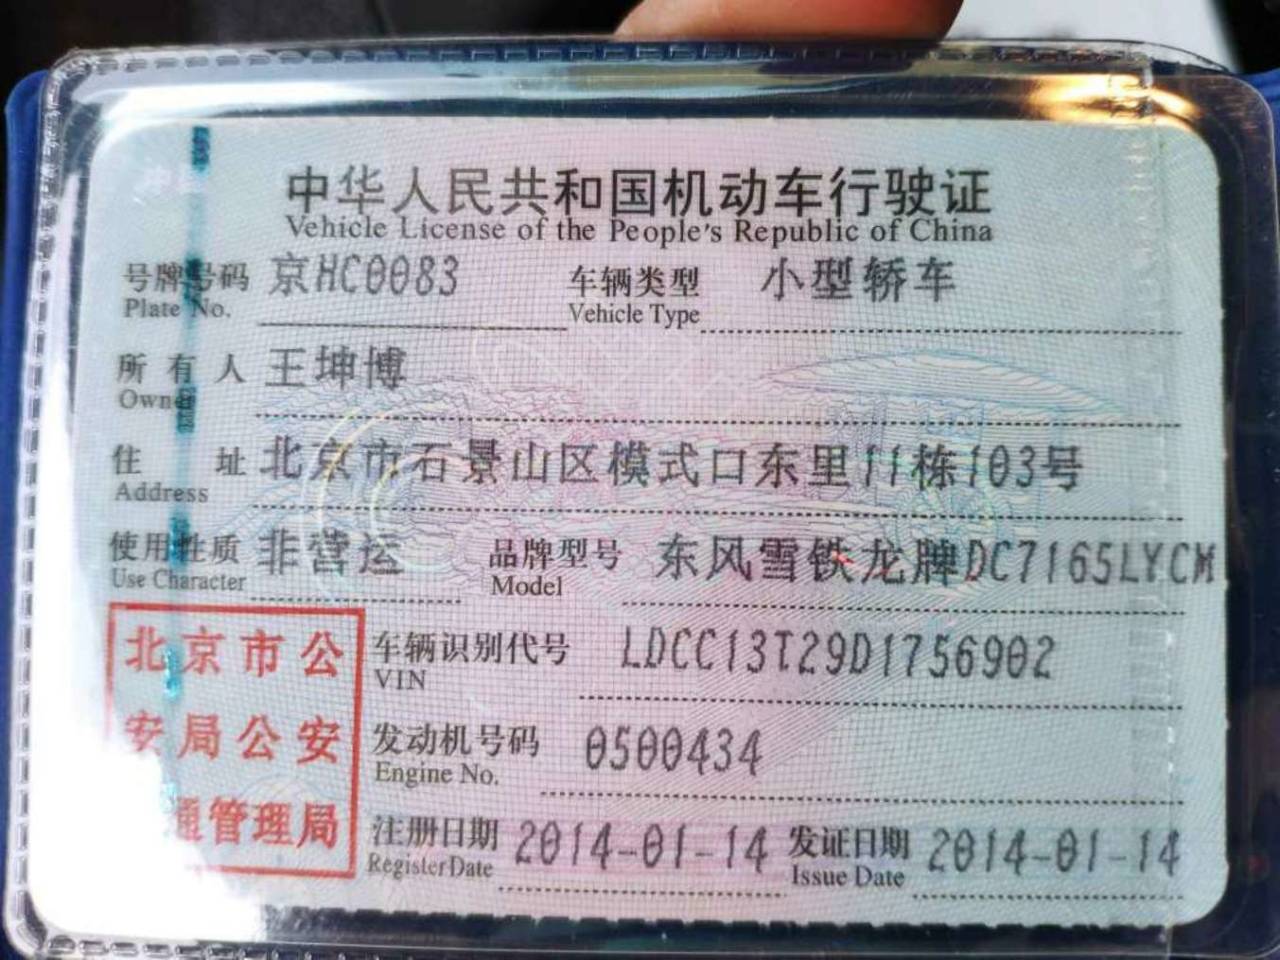 中华人民共和国机动车行驶证
Vehicle License of the People's Republic of China
号牌号码 京HC0083 车辆类型 小型轿车
Plate No. Vehicle Type
所有人 王坤博
Owner
住址 北京市石景山区模式口东里11栋103号
Address
使用性质 非营运 品牌型号 东风雪铁龙牌DC7165LYCM
Use Character Model
北京市公 车辆识别代号 LDCC13T29D1756902
VIN
安局公安 发动机号码 0500434
Engine No.
通管理局 注册日期 2014-01-14 发证日期 2014-01-14
Register Date Issue Date